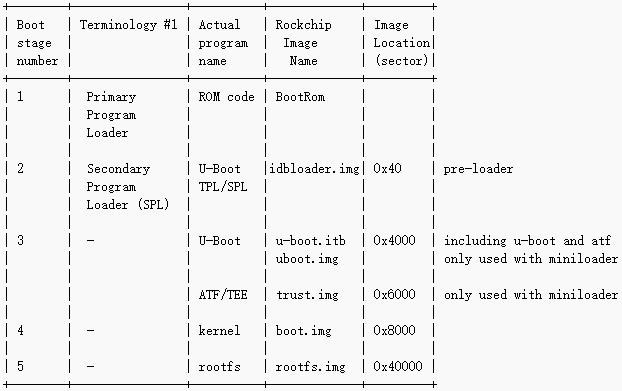 Boot | Terminology #1 | Actual | Rockchip | Image
stage | | program | Image | Location
number | | name | Name | (sector)
1 | Primary | ROM code | BootRom |
Program
Loader
2 | Secondary | U-Boot | idbloader.img | 0x40 | pre-loader
Program | TPL/SPL
Loader (SPL)
3 | - | U-Boot | u-boot.itb | 0x4000 | including u-boot and atf
uboot.img | | only used with miniloader
ATF/TEE | trust.img | 0x6000 | only used with miniloader
4 | - | kernel | boot.img | 0x8000
5 | - | rootfs | rootfs.img | 0x40000